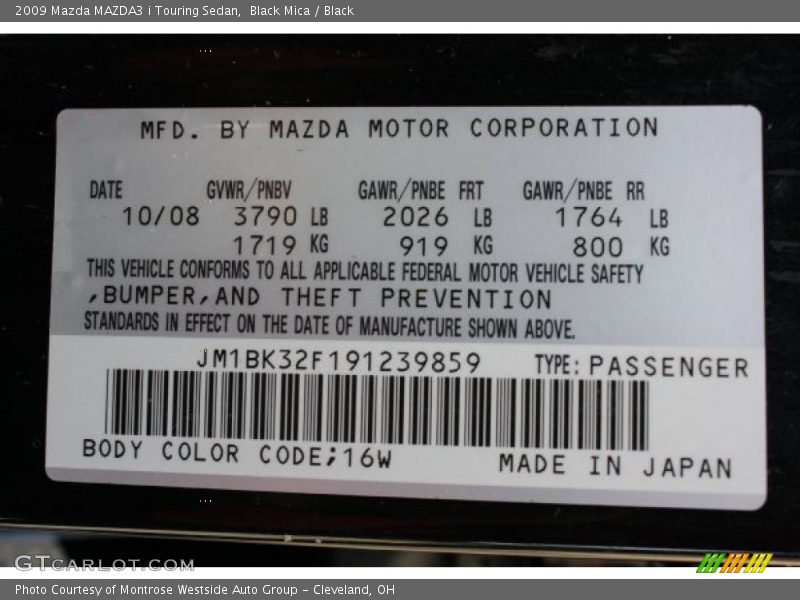 2009 Mazda MAZDA3 i Touring Sedan,  Black Mica / Black
MFD. BY MAZDA MOTOR CORPORATION
DATE GVWR/PNBV GAWR/PNBE FRT GAWR/PNBE RR
10/08 3790 LB 2026 LB 1764 LB
1719 KG 919 KG 800 KG
THIS VEHICLE CONFORMS TO ALL APPLICABLE FEDERAL MOTOR VEHICLE SAFETY
,BUMPER,AND THEFT PREVENTION
STANDARDS IN EFFECT ON THE DATE OF MANUFACTURE SHOWN ABOVE.
JM1BK32F191239859 TYPE: PASSENGER
BODY COLOR CODE;16W MADE IN JAPAN
GTCARLOT.COM
Photo Courtesy of Montrose Westside Auto Group - Cleveland, OH